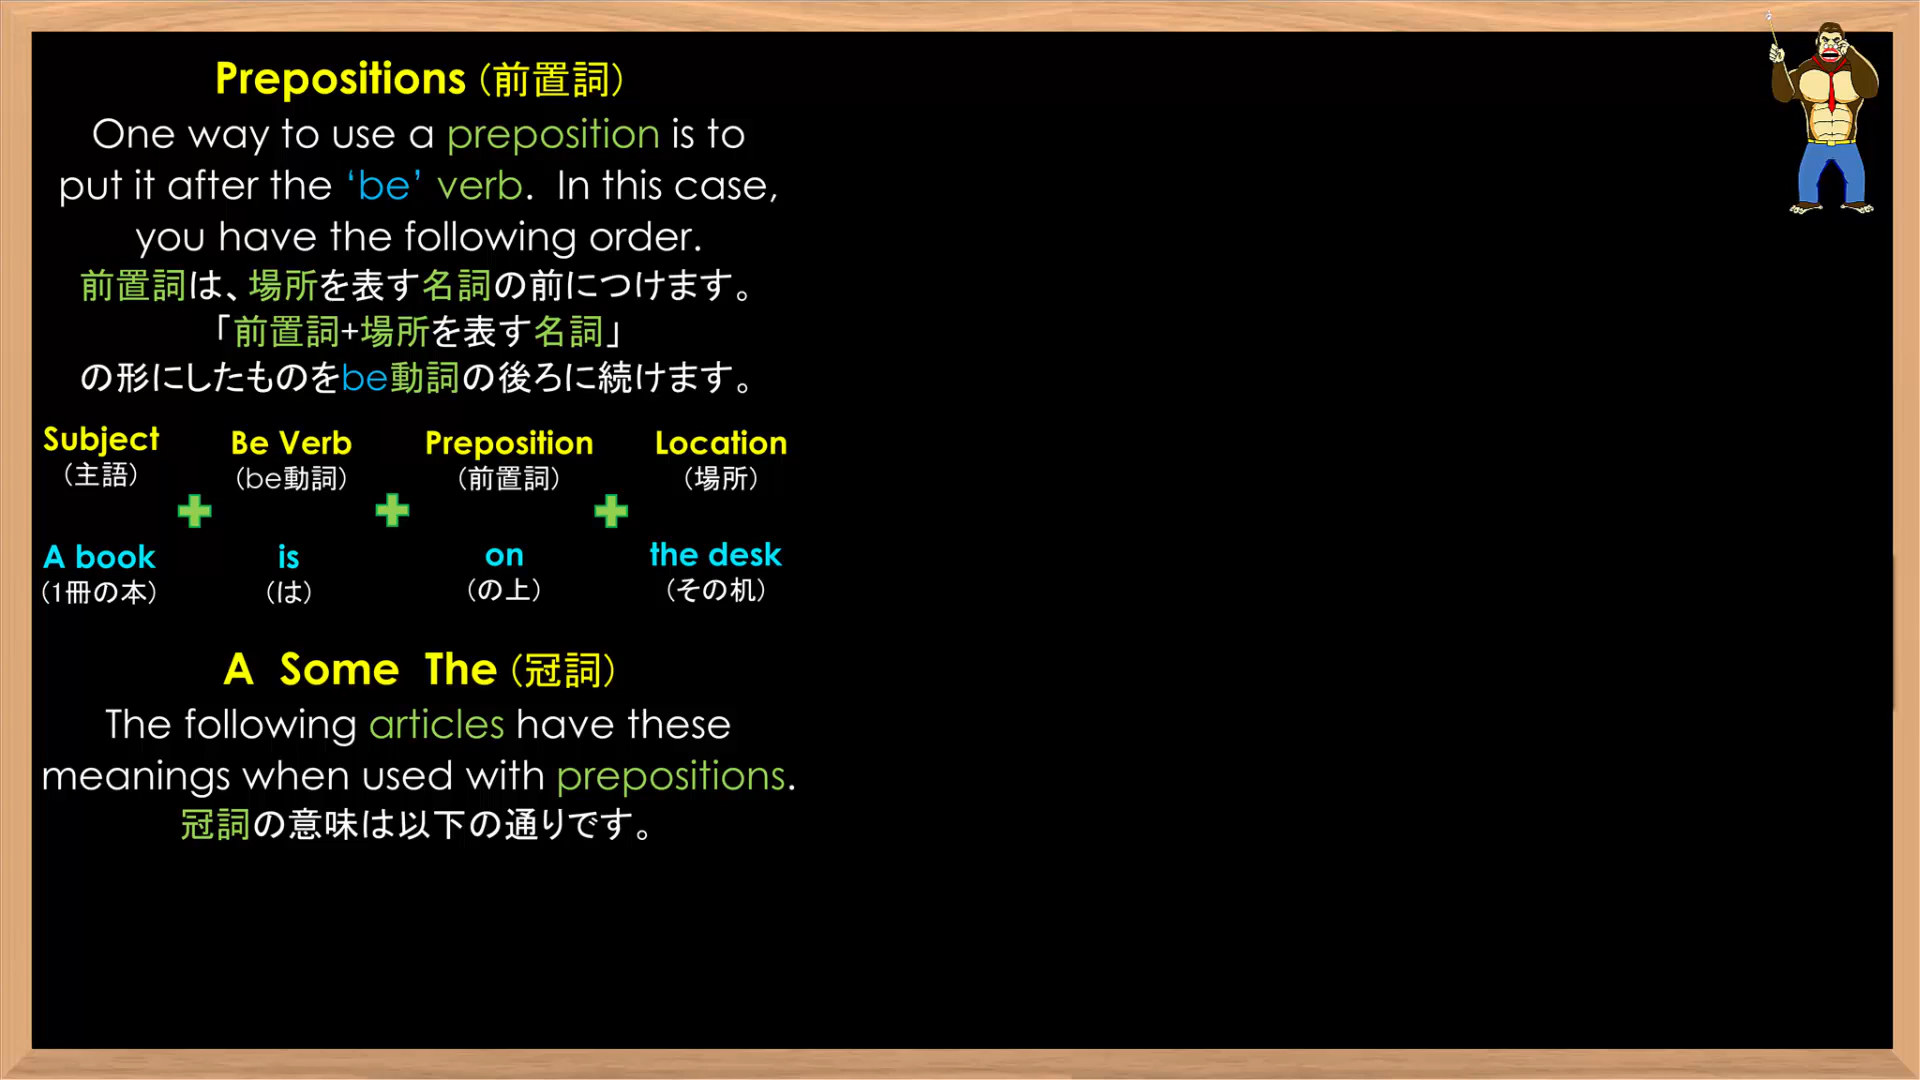 Prepositions (前置詞)
One way to use a preposition is to
put it after the ‘be’ verb.  In this case,
you have the following order.
前置詞は、場所を表す名詞の前につけます。
「前置詞+場所を表す名詞」
の形にしたものをbe動詞の後ろに続けます。
Subject Be Verb Preposition Location
(主語) (be動詞) (前置詞) (場所)
A book is on the desk
(1冊の本) (は) (の上) (その机)
A  Some  The (冠詞)
The following articles have these
meanings when used with prepositions.
冠詞の意味は以下の通りです。